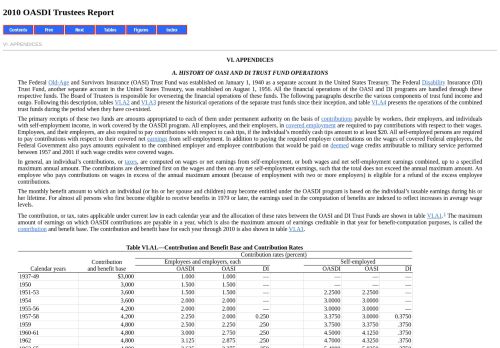 2010 OASDI Trustees Report
Contents Prev Next Tables Figures Index
VI. APPENDICES
VI. APPENDICES
A. HISTORY OF OASI AND DI TRUST FUND OPERATIONS
The Federal Old-Age and Survivors Insurance (OASI) Trust Fund was established on January 1, 1940 as a separate account in the United States Treasury. The Federal Disability Insurance (DI)
Trust Fund, another separate account in the United States Treasury, was established on August 1, 1956. All the financial operations of the OASI and DI programs are handled through these
respective funds. The Board of Trustees is responsible for overseeing the financial operations of these funds. The following paragraphs describe the various components of trust fund income and
outgo. Following this description, tables VI.A2 and VI.A3 present the historical operations of the separate trust funds since their inception, and table VI.A4 presents the operations of the combined
trust funds during the period when they have co-existed.
The primary receipts of these two funds are amounts appropriated to each of them under permanent authority on the basis of contributions payable by workers, their employers, and individuals
with self-employment income, in work covered by the OASDI program. All employees, and their employers, in covered employment are required to pay contributions with respect to their wages.
Employees, and their employers, are also required to pay contributions with respect to cash tips, if the individual's monthly cash tips amount to at least $20. All self-employed persons are required
to pay contributions with respect to their covered net earnings from self-employment. In addition to paying the required employer contributions on the wages of covered Federal employees, the
Federal Government also pays amounts equivalent to the combined employer and employee contributions that would be paid on deemed wage credits attributable to military service performed
between 1957 and 2001 if such wage credits were covered wages.
In general, an individual's contributions, or taxes, are computed on wages or net earnings from self-employment, or both wages and net self-employment earnings combined, up to a specified
maximum annual amount. The contributions are determined first on the wages and then on any net self-employment earnings, such that the total does not exceed the annual maximum amount. An
employee who pays contributions on wages in excess of the annual maximum amount (because of employment with two or more employers) is eligible for a refund of the excess employee
contributions.
The monthly benefit amount to which an individual (or his or her spouse and children) may become entitled under the OASDI program is based on the individual's taxable earnings during his or
her lifetime. For almost all persons who first become eligible to receive benefits in 1979 or later, the earnings used in the computation of benefits are indexed to reflect increases in average wage
levels.
The contribution, or tax, rates applicable under current law in each calendar year and the allocation of these rates between the OASI and DI Trust Funds are shown in table VI.A1.1 The maximum
amount of earnings on which OASDI contributions are payable in a year, which is also the maximum amount of earnings creditable in that year for benefit-computation purposes, is called the
contribution and benefit base. The contribution and benefit base for each year through 2010 is also shown in table VI.A1.
Table VI.A1.—Contribution and Benefit Base and Contribution Rates
Contribution rates (percent)
Contribution Employees and employers, each Self-employed
Calendar years and benefit base OASDI OASI DI OASDI OASI DI
1937-49 $3,000 1.000 1.000 — — — —
1950 3,000 1.500 1.500 — — — —
1951-53 3,600 1.500 1.500 — 2.2500 2.2500 —
1954 3,600 2.000 2.000 — 3.0000 3.0000 —
1955-56 4,200 2.000 2.000 — 3.0000 3.0000 —
1957-58 4,200 2.250 2.000 0.250 3.3750 3.0000 0.3750
1959 4,800 2.500 2.250 .250 3.7500 3.3750 .3750
1960-61 4,800 3.000 2.750 .250 4.5000 4.1250 .3750
1962 4,800 3.125 2.875 .250 4.7000 4.3250 .3750